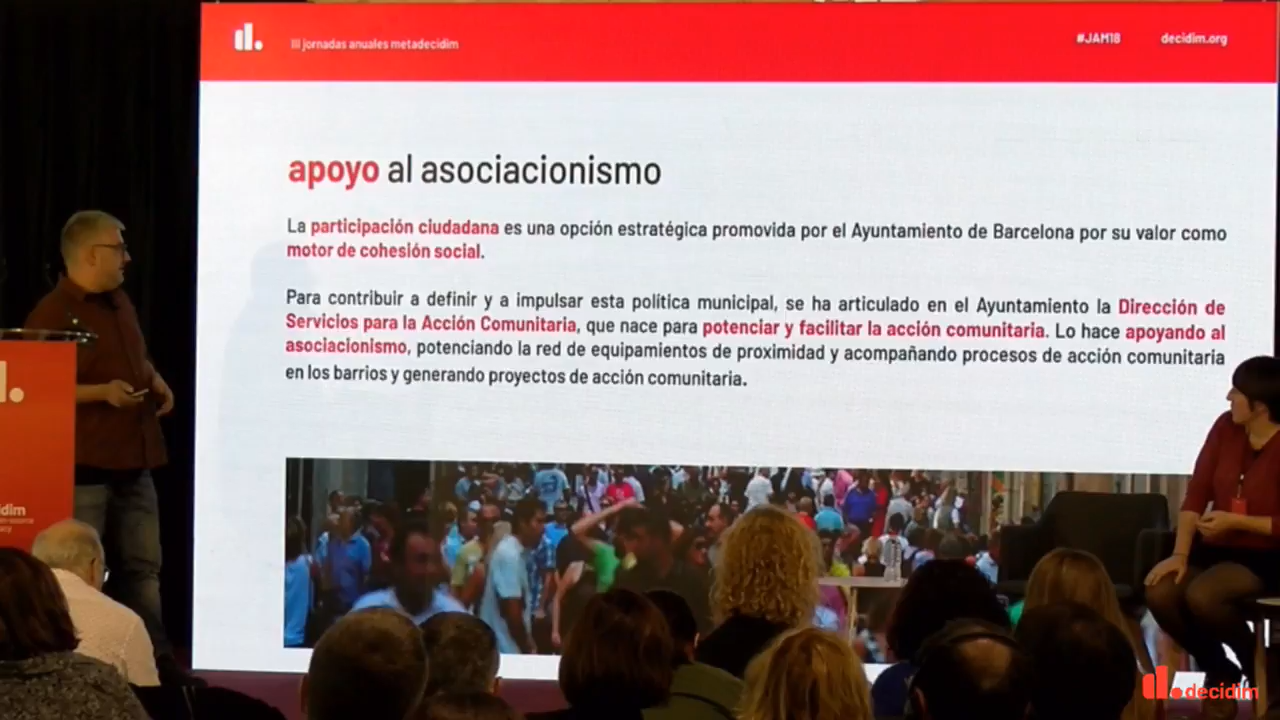 III jornadas anuales metadecidim
#JAM18
decidim.org
apoyo al asociacionismo
La participación ciudadana es una opción estratégica promovida por el Ayuntamiento de Barcelona por su valor como
motor de cohesión social.
Para contribuir a definir y a impulsar esta política municipal, se ha articulado en el Ayuntamiento la Dirección de
Servicios para la Acción Comunitaria, que nace para potenciar y facilitar la acción comunitaria. Lo hace apoyando al
asociacionismo, potenciando la red de equipamientos de proximidad y acompañando procesos de acción comunitaria
en los barrios y generando proyectos de acción comunitaria.
dim
decidim